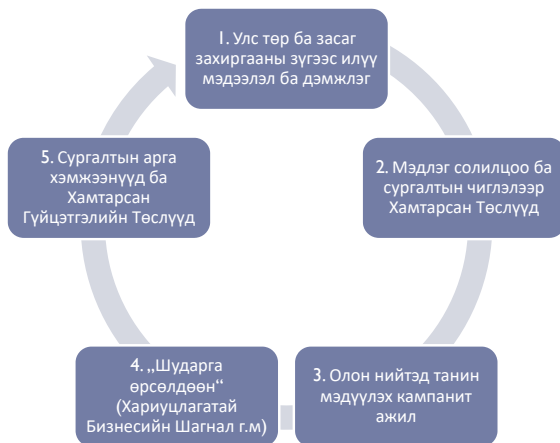 1. Улс төр ба засаг
захиргааны зүгээс илүү
мэдээлэл ба дэмжлэг
2. Мэдлэг солилцоо ба
сургалтын чиглэлээр
Хамтарсан Төслүүд
3. Олон нийтэд танин
мэдүүлэх кампанит
ажил
4. „Шударга
өрсөлдөөн“
(Хариуцлагатай
Бизнесийн Шагнал г.м)
5. Сургалтын арга
хэмжээнүүд ба
Хамтарсан
Гүйцэтгэлийн Төслүүд